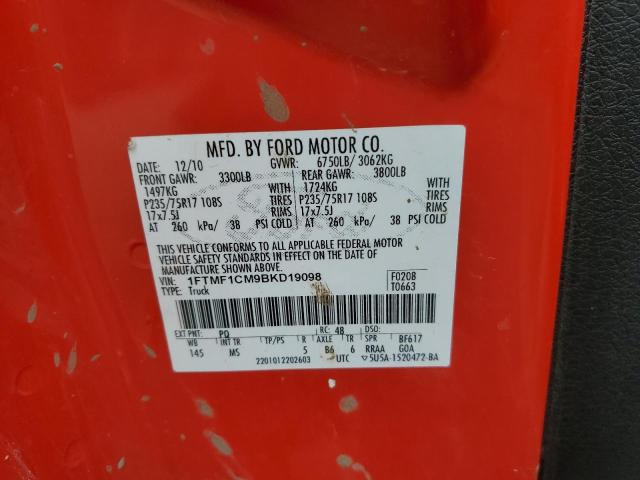 MFD. BY FORD MOTOR CO.
DATE: 12/10 GVWR: 6750LB/ 3062KG
FRONT GAWR: 3300LB REAR GAWR: 3800LB
1497KG 1724KG
P235/75R17 108S TIRES P235/75R17 108S TIRES
17x7.5J RIMS 17x7.5J RIMS
AT 260 kPa/ 38 PSI COLD AT 260 kPa/ 38 PSI COLD
THIS VEHICLE CONFORMS TO ALL APPLICABLE FEDERAL MOTOR
VEHICLE SAFETY STANDARDS IN EFFECT ON THE DATE OF
MANUFACTURE SHOWN ABOVE.
VIN: 1FTMF1CM9BKD19098 F0208
TYPE: Truck T0663
EXT PNT: PQ RC: 48 DSO:
WB INT TR TP/PS R AXLE TR SPR BF617
145 MS 5 B6 6 RRAA G0A
2201012202603 UTC 5U5A-1520472-BA
Ford